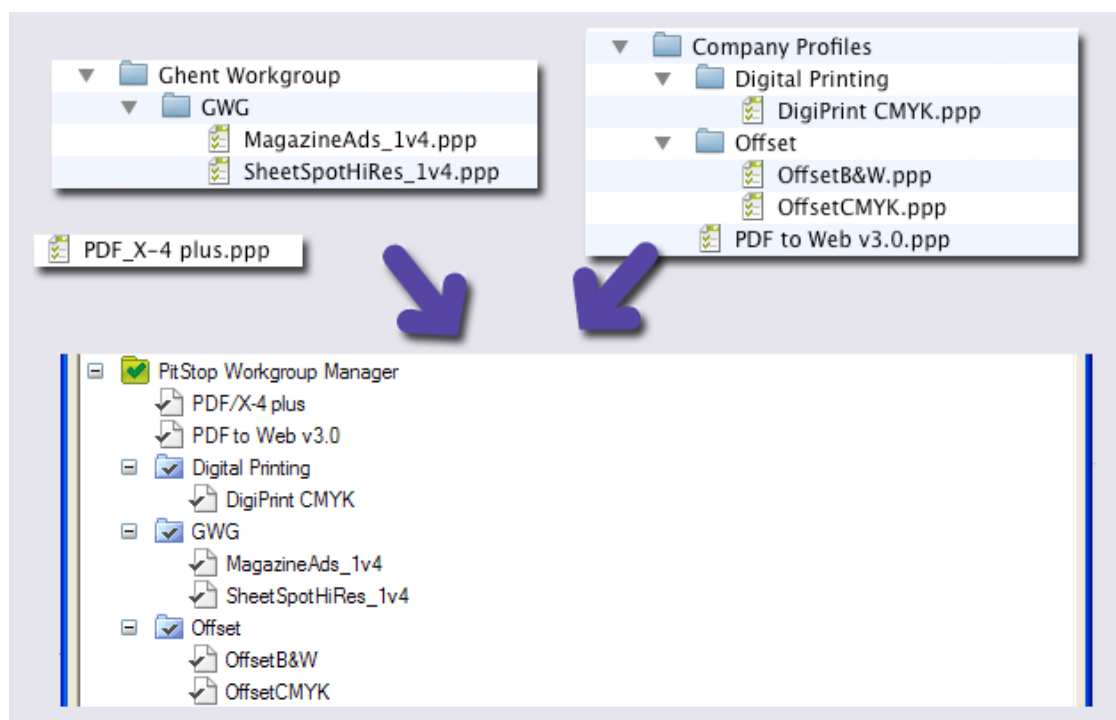 Ghent Workgroup
GWG
MagazineAds_1v4.ppp
SheetSpotHiRes_1v4.ppp
PDF_X-4 plus.ppp
Company Profiles
Digital Printing
DigiPrint CMYK.ppp
Offset
OffsetB&W.ppp
OffsetCMYK.ppp
PDF to Web v3.0.ppp
PitStop Workgroup Manager
PDF/X-4 plus
PDF to Web v3.0
Digital Printing
DigiPrint CMYK
GWG
MagazineAds_1v4
SheetSpotHiRes_1v4
Offset
OffsetB&W
OffsetCMYK